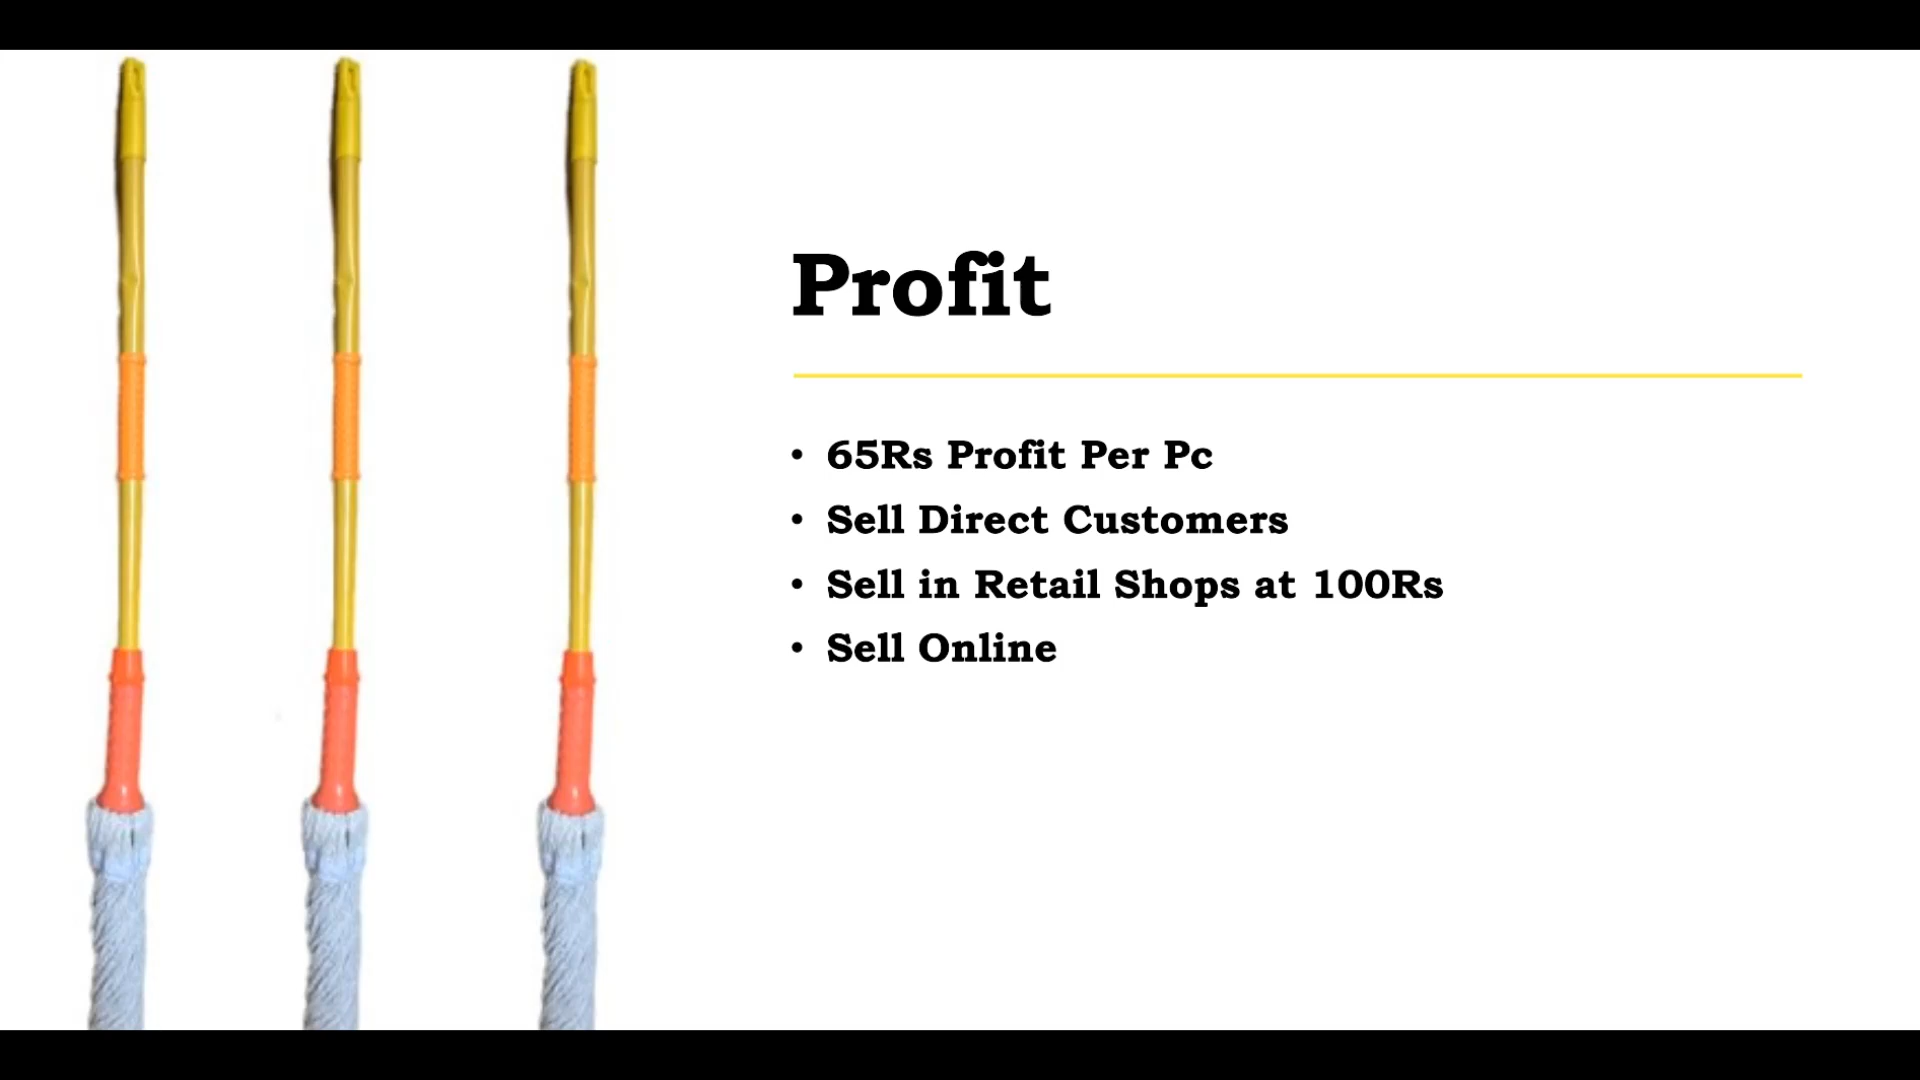 Profit
• 65Rs Profit Per Pc
• Sell Direct Customers
• Sell in Retail Shops at 100Rs
• Sell Online